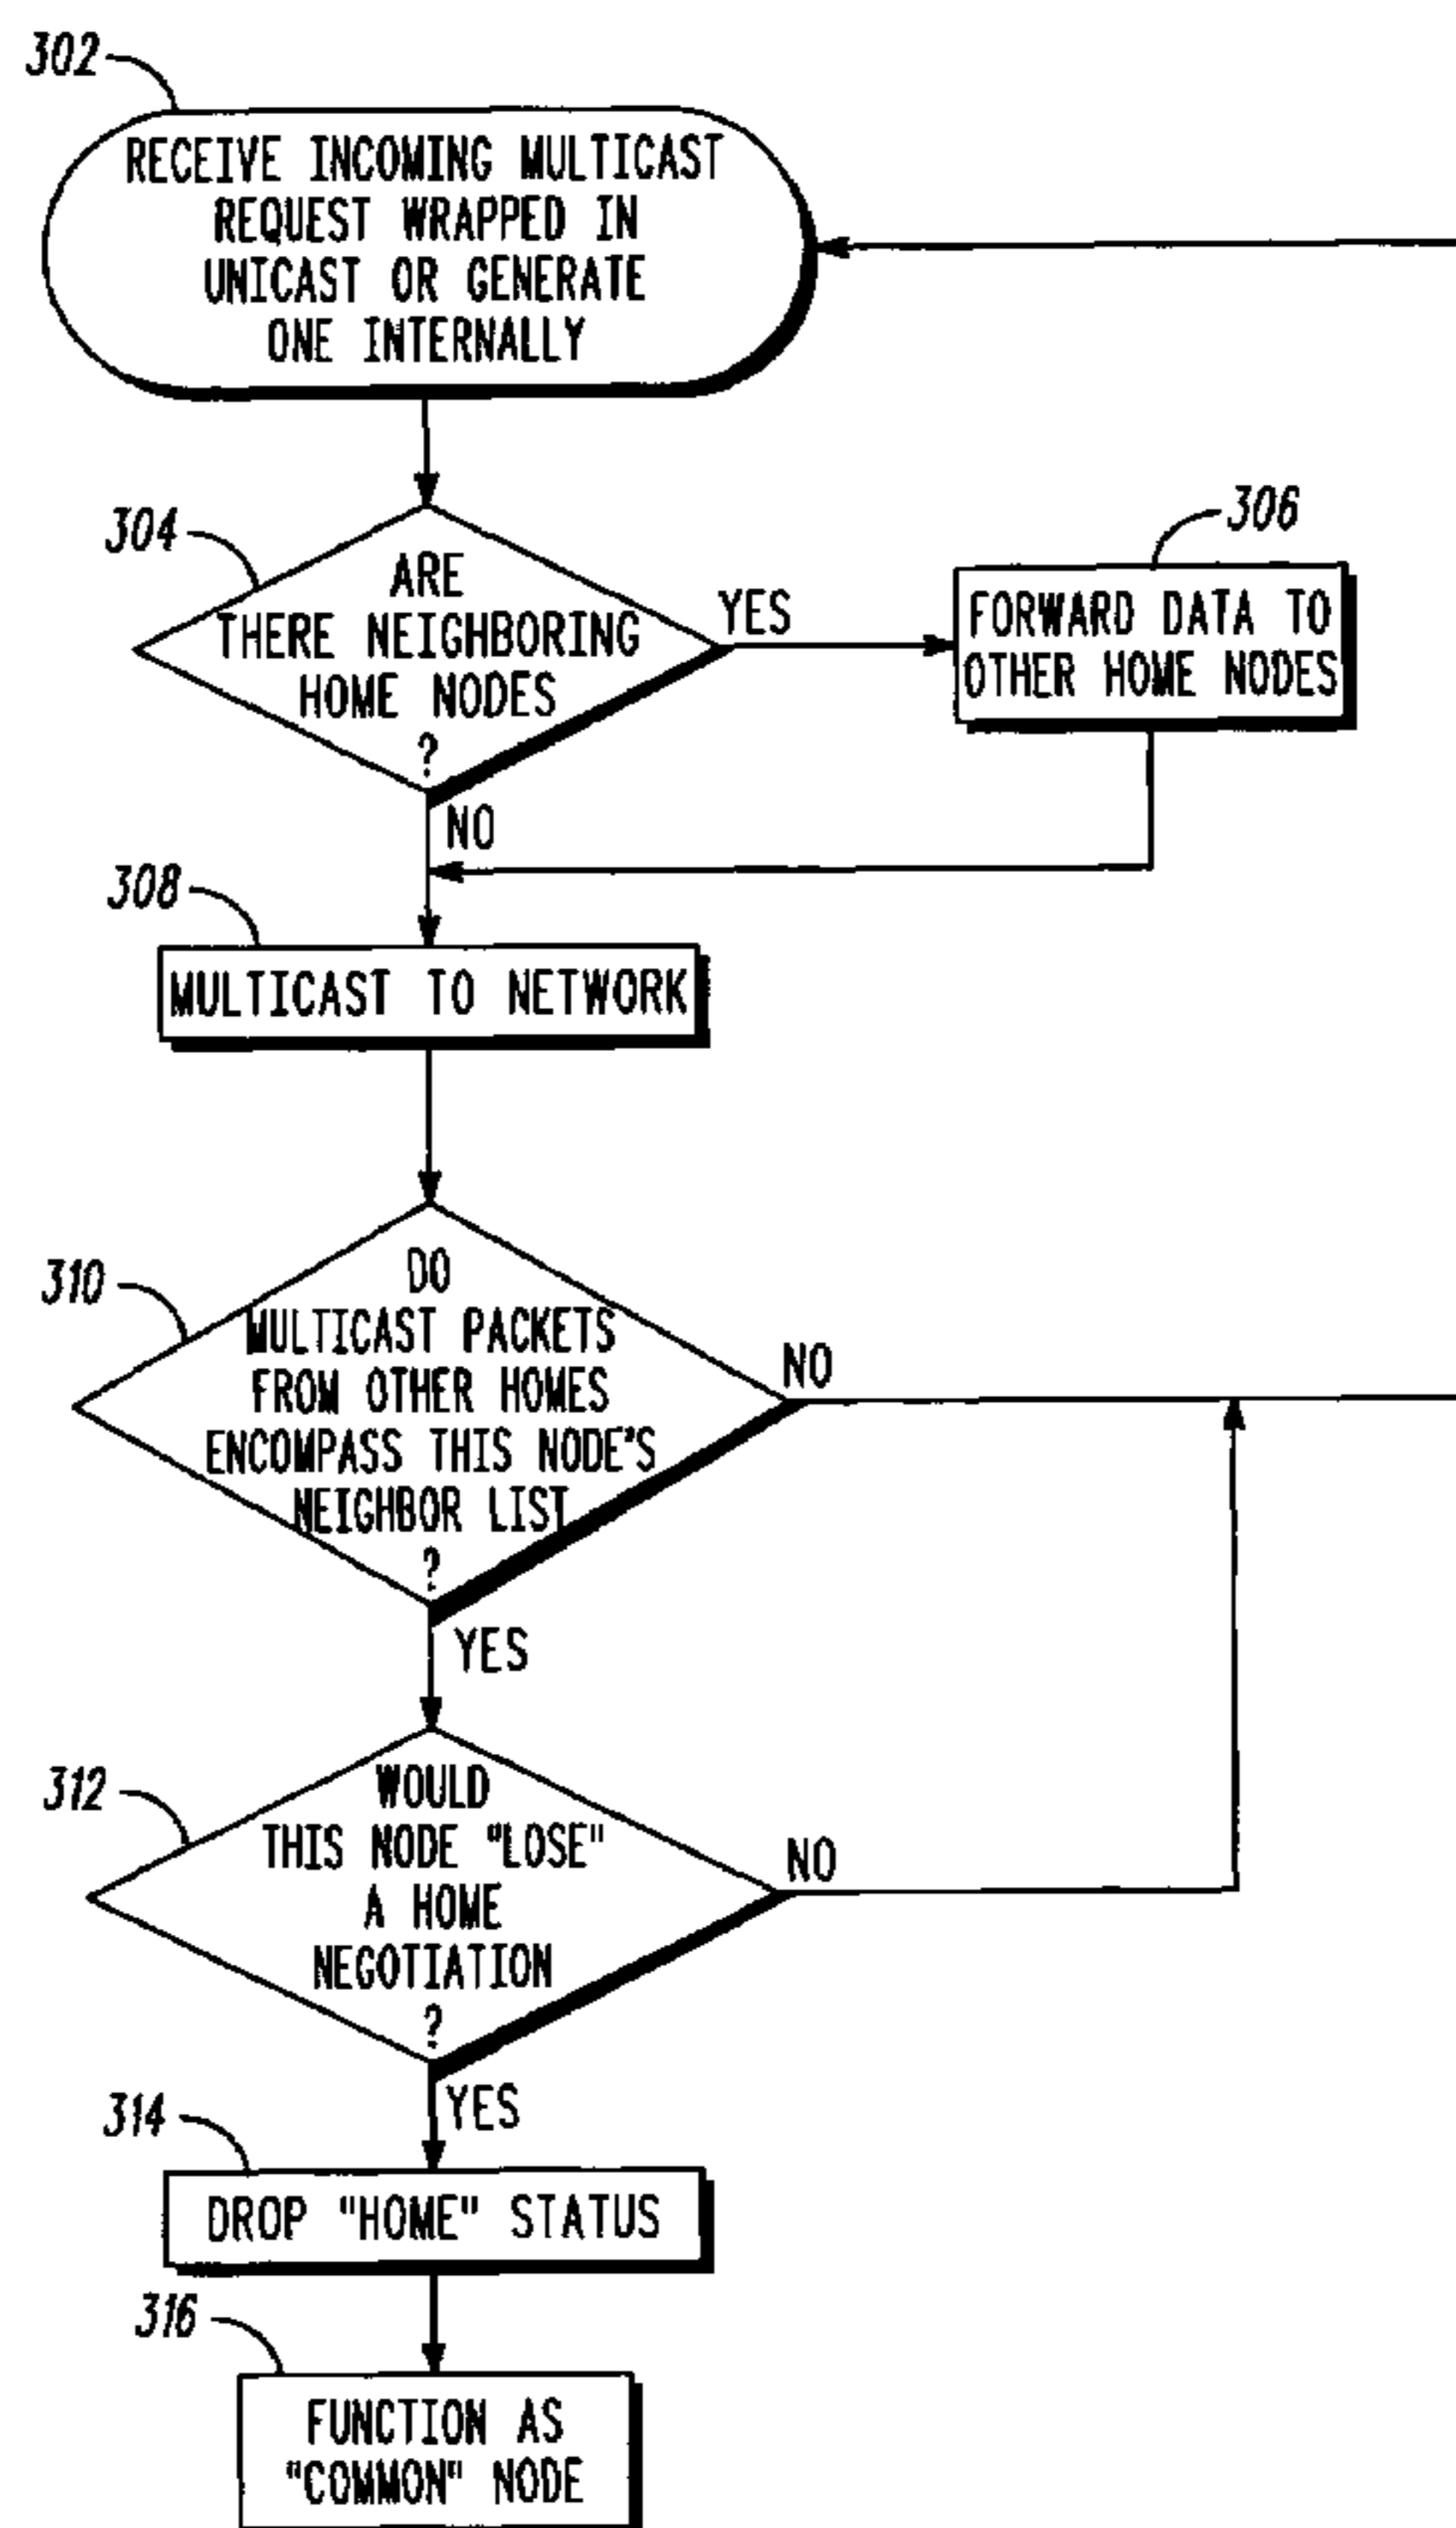 302
RECEIVE INCOMING MULTICAST
REQUEST WRAPPED IN
UNICAST OR GENERATE
ONE INTERNALLY
304
ARE
THERE NEIGHBORING
HOME NODES
?
YES
306
FORWARD DATA TO
OTHER HOME NODES
NO
308
MULTICAST TO NETWORK
310
DO
MULTICAST PACKETS
FROM OTHER HOMES
ENCOMPASS THIS NODE'S
NEIGHBOR LIST
?
NO
YES
312
WOULD
THIS NODE "LOSE"
A HOME
NEGOTIATION
?
NO
YES
314
DROP "HOME" STATUS
316
FUNCTION AS
"COMMON" NODE